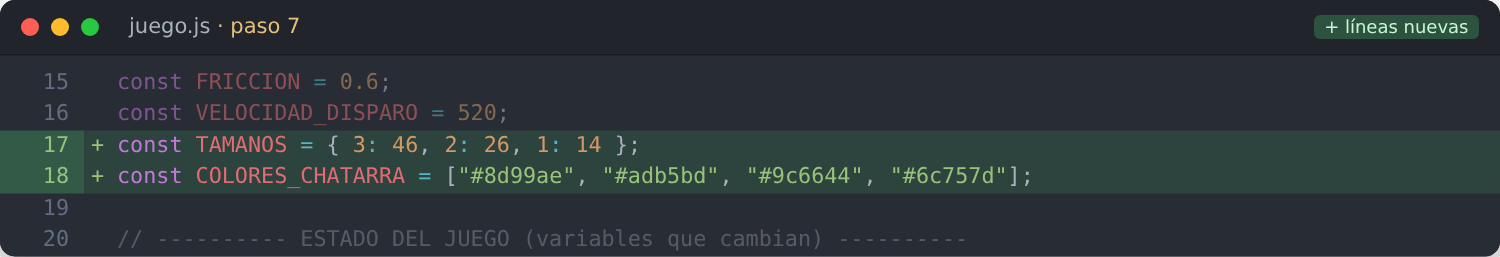 juego.js · paso 7
+ líneas nuevas
15 const FRICCION = 0.6;
16 const VELOCIDAD_DISPARO = 520;
17 + const TAMANOS = { 3: 46, 2: 26, 1: 14 };
18 + const COLORES_CHATARRA = ["#8d99ae", "#adb5bd", "#9c6644", "#6c757d"];
19
20 // ---------- ESTADO DEL JUEGO (variables que cambian) ----------